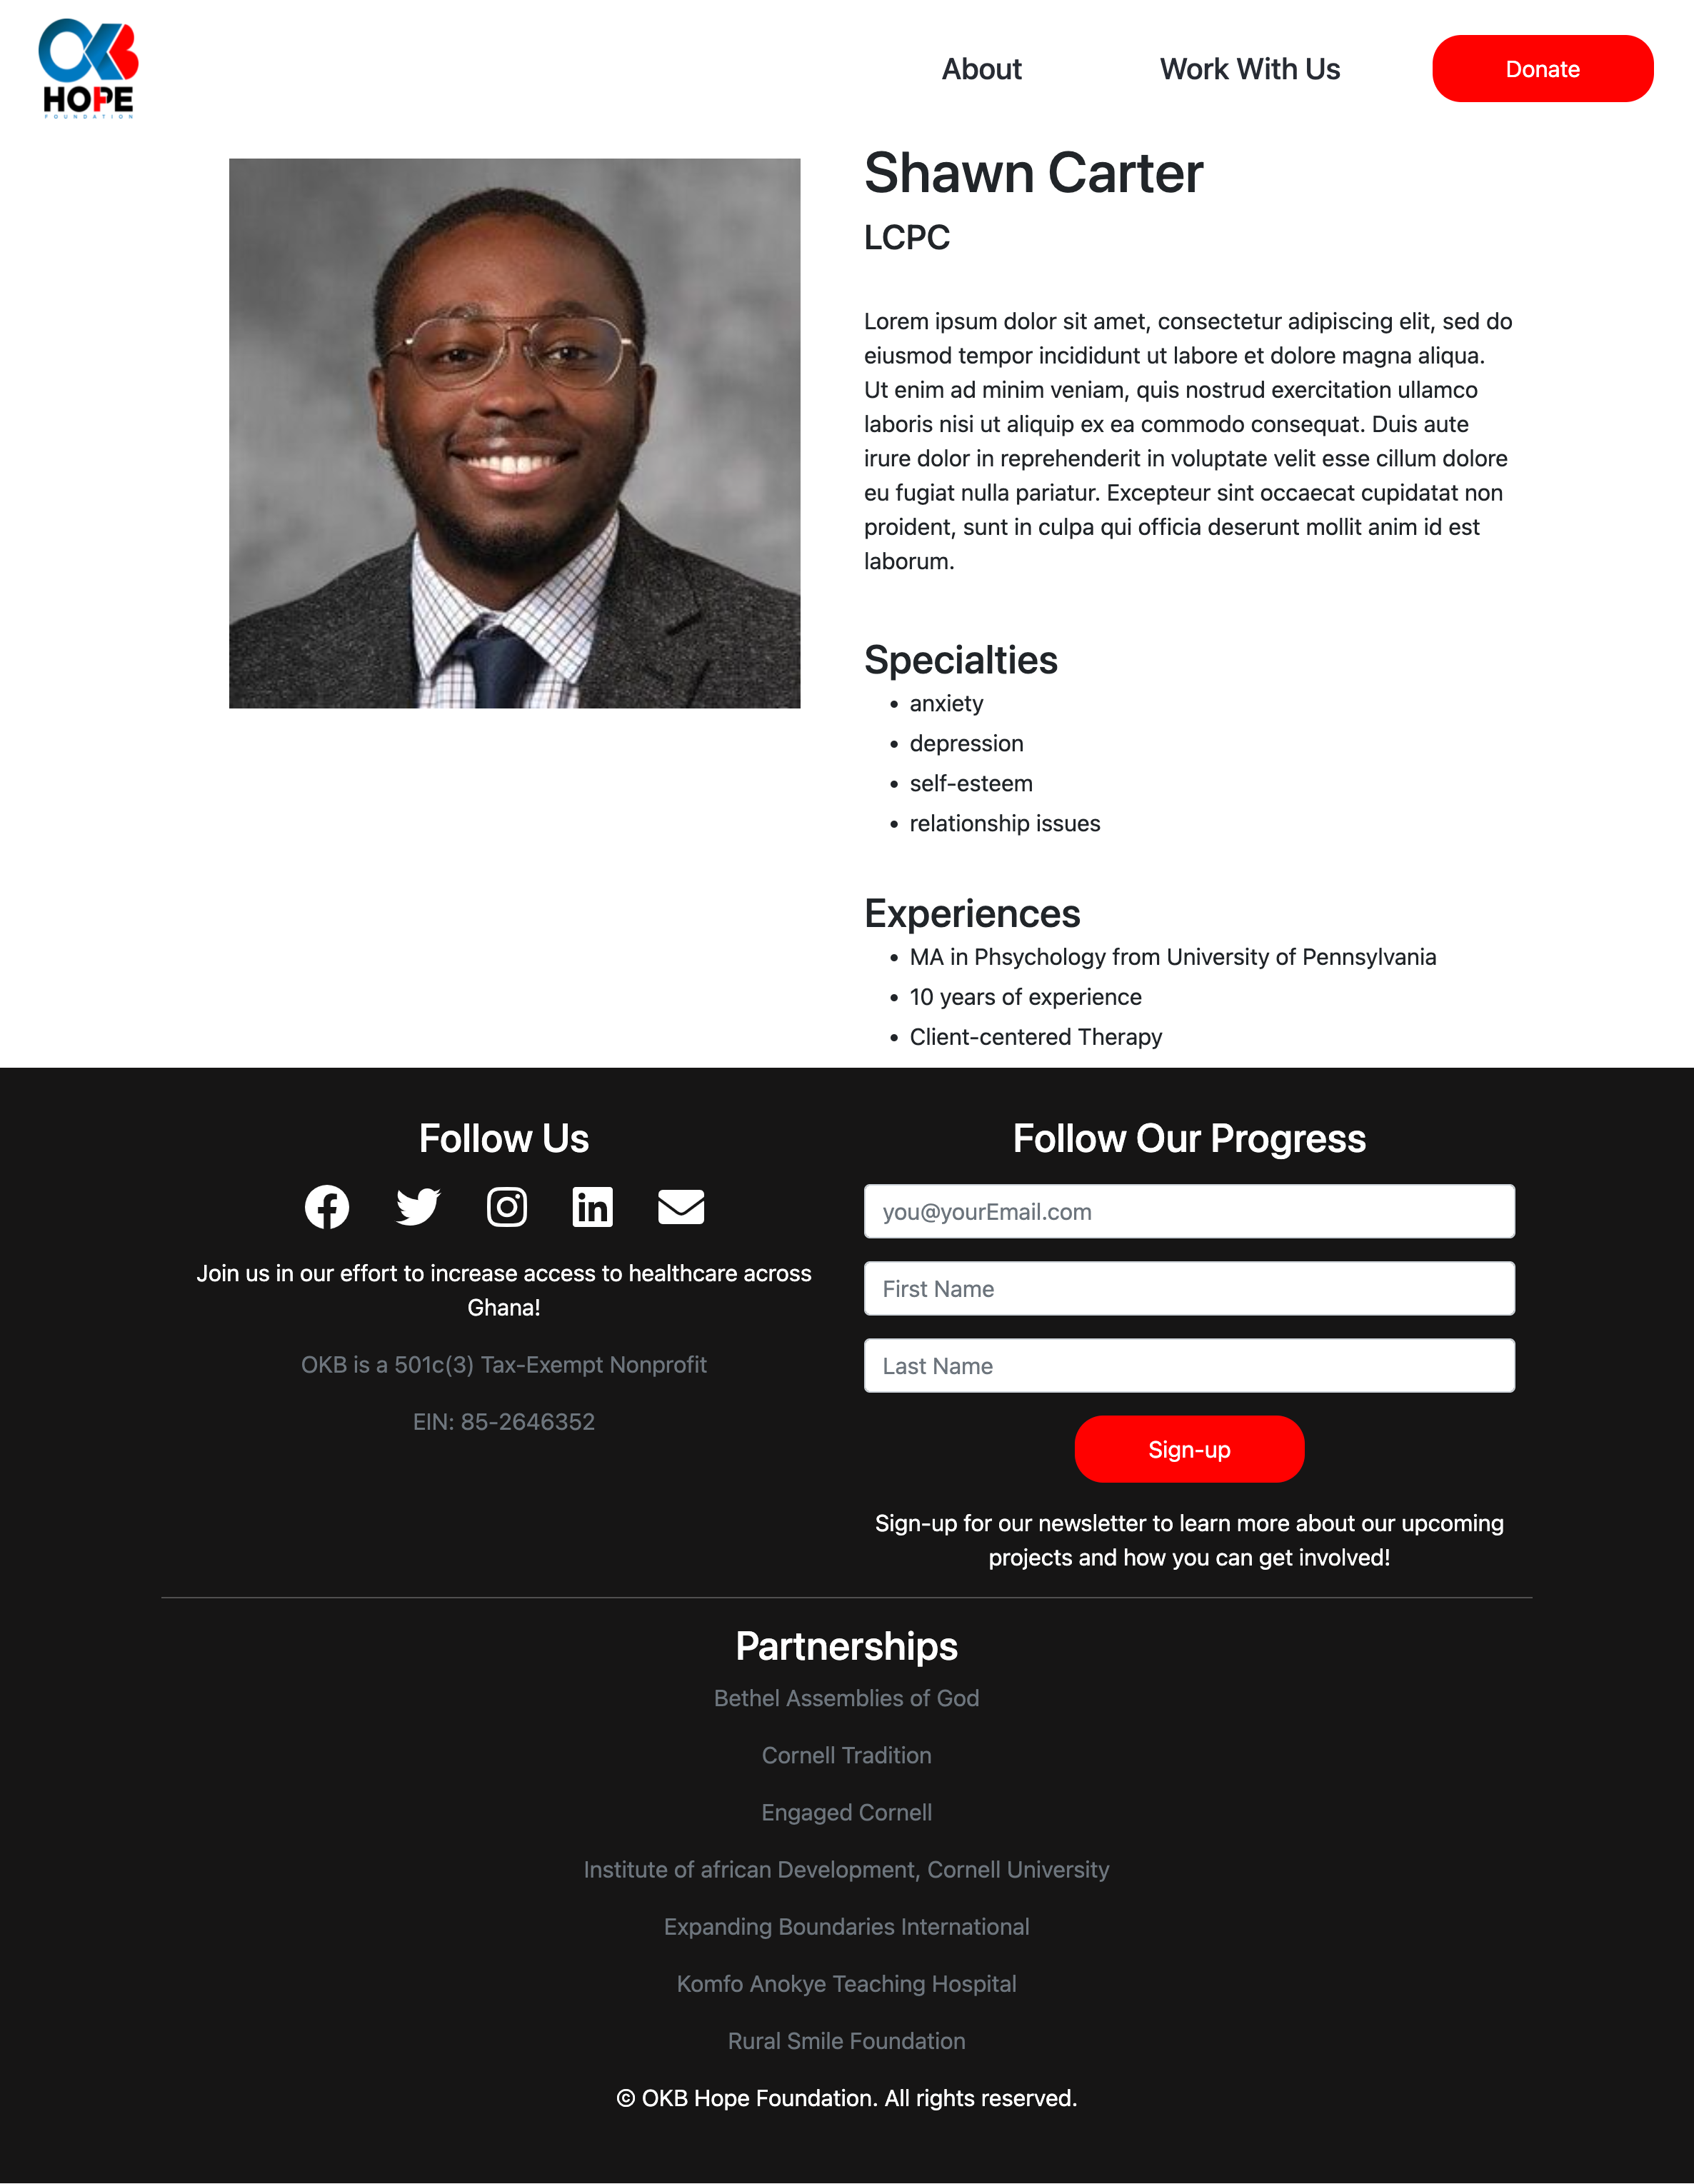 OKB
HOPE
FOUNDATION
About
Work With Us
Donate
Shawn Carter
LCPC
Lorem ipsum dolor sit amet, consectetur adipiscing elit, sed do
eiusmod tempor incididunt ut labore et dolore magna aliqua.
Ut enim ad minim veniam, quis nostrud exercitation ullamco
laboris nisi ut aliquip ex ea commodo consequat. Duis aute
irure dolor in reprehenderit in voluptate velit esse cillum dolore
eu fugiat nulla pariatur. Excepteur sint occaecat cupidatat non
proident, sunt in culpa qui officia deserunt mollit anim id est
laborum.
Specialties
• anxiety
• depression
• self-esteem
• relationship issues
Experiences
• MA in Phsychology from University of Pennsylvania
• 10 years of experience
• Client-centered Therapy
Follow Us
Join us in our effort to increase access to healthcare across
Ghana!
OKB is a 501c(3) Tax-Exempt Nonprofit
EIN: 85-2646352
Follow Our Progress
you@yourEmail.com
First Name
Last Name
Sign-up
Sign-up for our newsletter to learn more about our upcoming
projects and how you can get involved!
Partnerships
Bethel Assemblies of God
Cornell Tradition
Engaged Cornell
Institute of african Development, Cornell University
Expanding Boundaries International
Komfo Anokye Teaching Hospital
Rural Smile Foundation
© OKB Hope Foundation. All rights reserved.